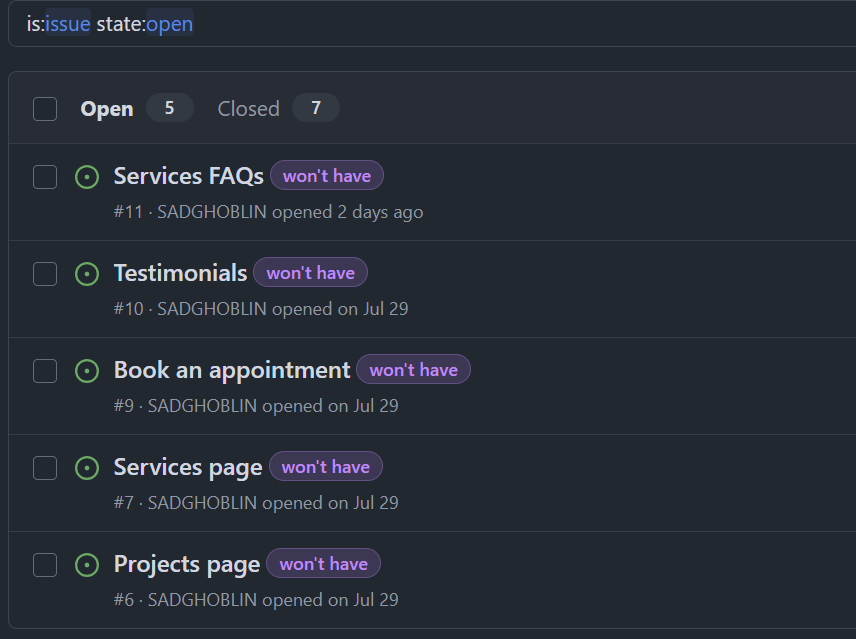 is:issue state:open
Open 5 Closed 7
Services FAQs won't have
#11 · SADGHOBLIN opened 2 days ago
Testimonials won't have
#10 · SADGHOBLIN opened on Jul 29
Book an appointment won't have
#9 · SADGHOBLIN opened on Jul 29
Services page won't have
#7 · SADGHOBLIN opened on Jul 29
Projects page won't have
#6 · SADGHOBLIN opened on Jul 29